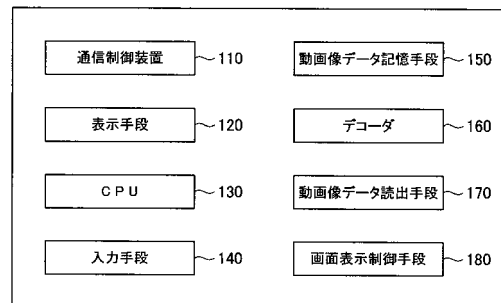 通信制御装置 110
表示手段 120
CPU 130
入力手段 140
動画像データ記憶手段 150
デコーダ 160
動画像データ読出手段 170
画面表示制御手段 180